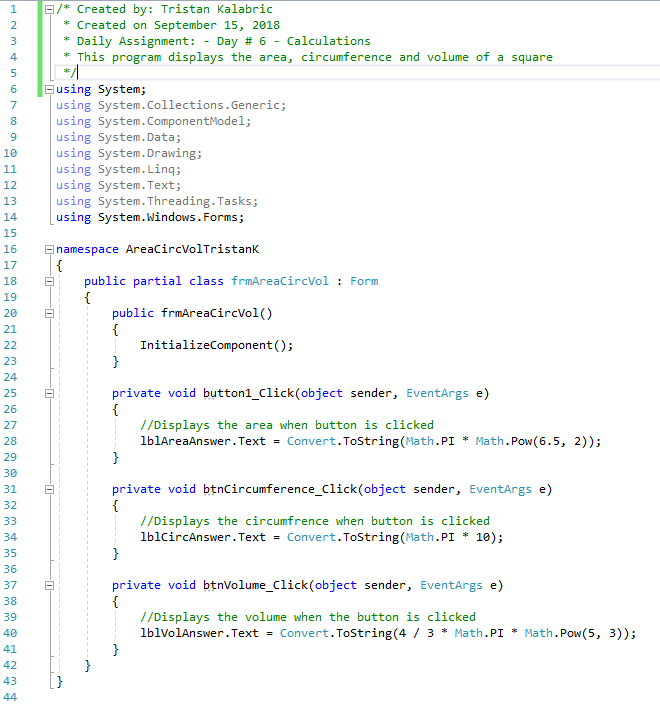 1 /* Created by: Tristan Kalabric
2 * Created on September 15, 2018
3 * Daily Assignment: - Day # 6 - Calculations
4 * This program displays the area, circumference and volume of a square
5 */
6 using System;
7 using System.Collections.Generic;
8 using System.ComponentModel;
9 using System.Data;
10 using System.Drawing;
11 using System.Linq;
12 using System.Text;
13 using System.Threading.Tasks;
14 using System.Windows.Forms;
15
16 namespace AreaCircVolTristanK
17 {
18 public partial class frmAreaCircVol : Form
19 {
20 public frmAreaCircVol()
21 {
22 InitializeComponent();
23 }
24
25 private void button1_Click(object sender, EventArgs e)
26 {
27 //Displays the area when button is clicked
28 lblAreaAnswer.Text = Convert.ToString(Math.PI * Math.Pow(6.5, 2));
29 }
30
31 private void btnCircumference_Click(object sender, EventArgs e)
32 {
33 //Displays the circumfrence when button is clicked
34 lblCircAnswer.Text = Convert.ToString(Math.PI * 10);
35 }
36
37 private void btnVolume_Click(object sender, EventArgs e)
38 {
39 //Displays the volume when the button is clicked
40 lblVolAnswer.Text = Convert.ToString(4 / 3 * Math.PI * Math.Pow(5, 3));
41 }
42 }
43 }
44